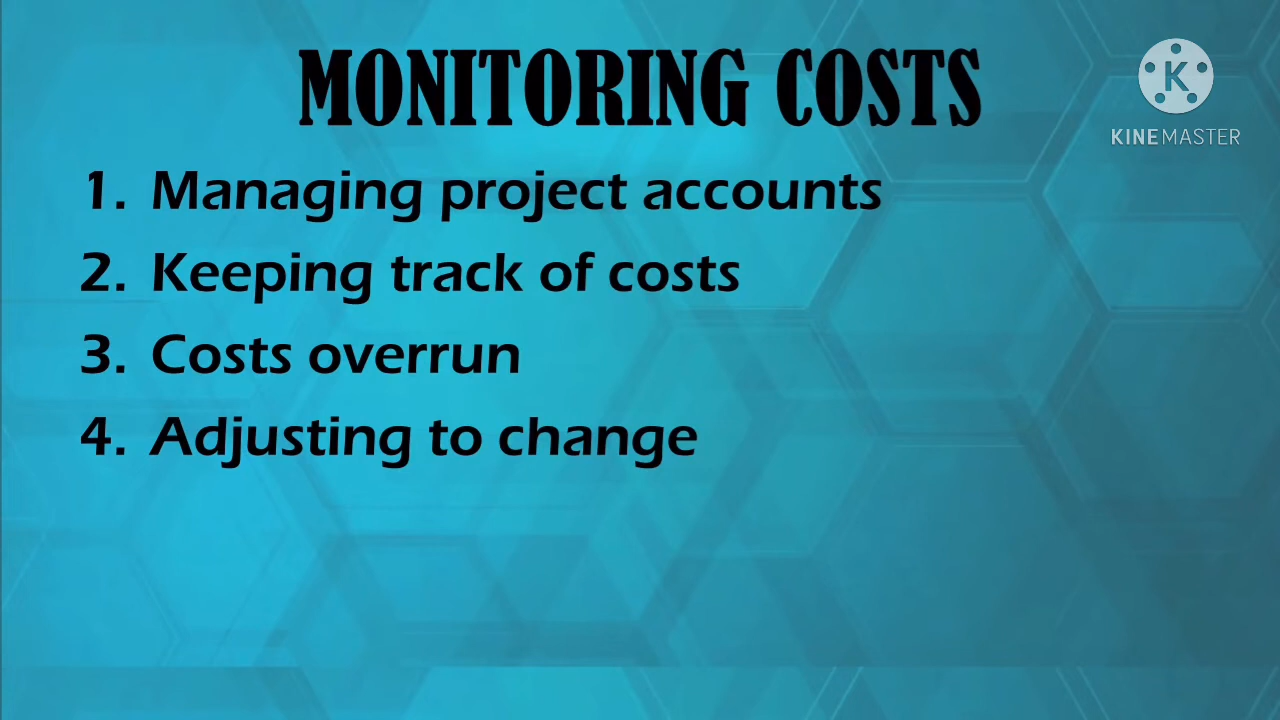 MONITORING COSTS
K
KINEMASTER
1. Managing project accounts
2. Keeping track of costs
3. Costs overrun
4. Adjusting to change